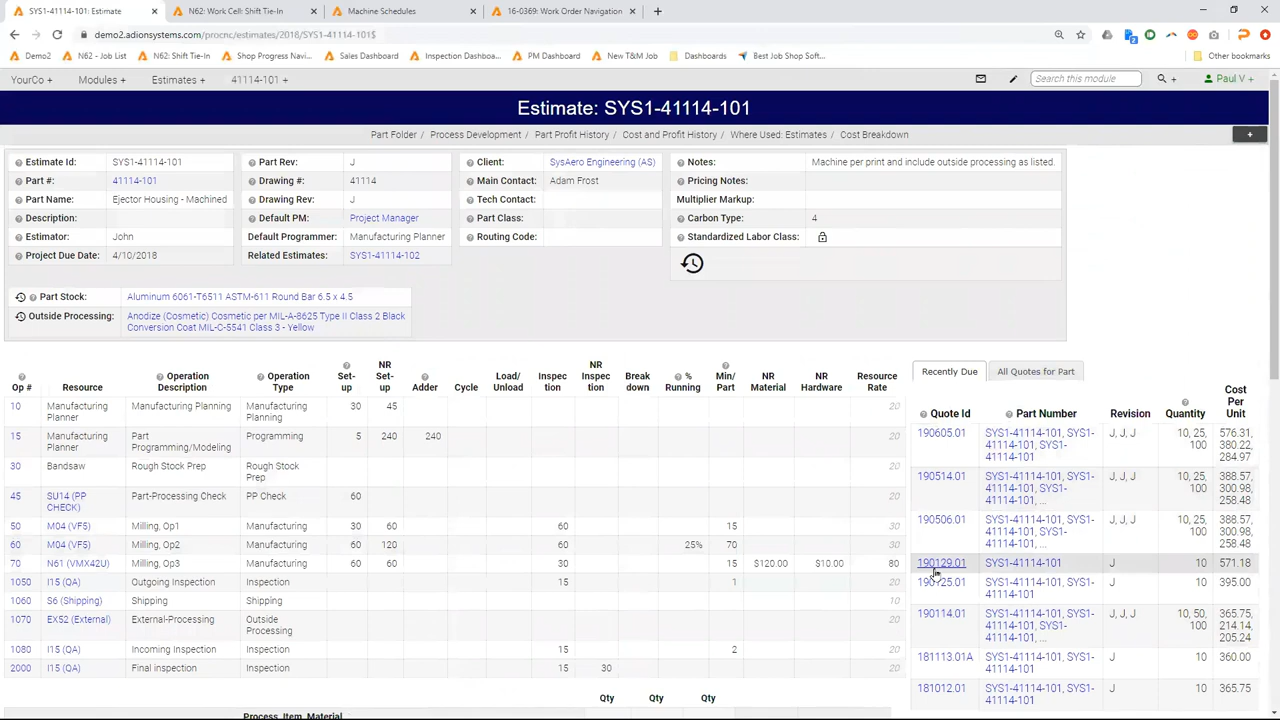 SYS1-41114-101: Estimate
N62: Work Cell: Shift Tie-In
Machine Schedules
16-0369: Work Order Navigation
demo2.adionsystems.com/procnc/estimates/2018/SYS1-41114-101$
Demo2
N62 - Job List
N62: Shift Tie-In
Shop Progress Navi...
Sales Dashboard
Inspection Dashboa...
PM Dashboard
New T&M Job
Dashboards
Best Job Shop Soft...
Other bookmarks
YourCo +
Modules +
Estimates +
41114-101 +
Search this module
Paul V +
Estimate: SYS1-41114-101
Part Folder / Process Development / Part Profit History / Cost and Profit History / Where Used: Estimates / Cost Breakdown
+
Estimate Id: SYS1-41114-101
Part #: 41114-101
Part Name: Ejector Housing - Machined
Description:
Estimator: John
Project Due Date: 4/10/2018
Part Rev: J
Drawing #: 41114
Drawing Rev: J
Default PM: Project Manager
Default Programmer: Manufacturing Planner
Related Estimates: SYS1-41114-102
Client: SysAero Engineering (AS)
Main Contact: Adam Frost
Tech Contact:
Part Class:
Routing Code:
Notes: Machine per print and include outside processing as listed.
Pricing Notes:
Multiplier Markup:
Carbon Type: 4
Standardized Labor Class:
Part Stock: Aluminum 6061-T6511 ASTM-611 Round Bar 6.5 x 4.5
Outside Processing: Anodize (Cosmetic) Cosmetic per MIL-A-8625 Type II Class 2 Black
Conversion Coat MIL-C-5541 Class 3 - Yellow
Op # Resource Operation Description Operation Type Set-up NR Set-up Adder Cycle Load/Unload Inspection NR Inspection Break down % Running Min/Part NR Material NR Hardware Resource Rate
10 Manufacturing Planner Manufacturing Planning Manufacturing Planning 30 45 20
15 Manufacturing Planner Part Programming/Modeling Programming 5 240 240 20
30 Bandsaw Rough Stock Prep Rough Stock Prep 20
45 SU14 (PP CHECK) Part-Processing Check PP Check 60 20
50 M04 (VF5) Milling, Op1 Manufacturing 30 60 60 15 30
60 M04 (VF5) Milling, Op2 Manufacturing 60 120 60 25% 70 30
70 N61 (VMX42U) Milling, Op3 Manufacturing 60 60 30 15 $120.00 $10.00 80
1050 I15 (QA) Outgoing Inspection Inspection 15 1 20
1060 S6 (Shipping) Shipping Shipping 10
1070 EX52 (External) External-Processing Outside Processing 20
1080 I15 (QA) Incoming Inspection Inspection 15 2 20
2000 I15 (QA) Final inspection Inspection 15 30 20
Qty Qty Qty
Process, Item, Material
Recently Due
All Quotes for Part
Quote Id Part Number Revision Quantity Cost Per Unit
190605.01 SYS1-41114-101, SYS1-41114-101, SYS1-41114-101 J, J, J 10, 25, 100 576.31, 380.22, 284.97
190514.01 SYS1-41114-101, SYS1-41114-101, SYS1-41114-101, ... J, J, J 10, 25, 100 388.57, 300.98, 258.48
190506.01 SYS1-41114-101, SYS1-41114-101, SYS1-41114-101, ... J, J, J 10, 25, 100 388.57, 300.98, 258.48
190129.01 SYS1-41114-101 J 10 571.18
SYS1-41114-101, SYS1-41114-101 J 10 395.00
190114.01 SYS1-41114-101, SYS1-41114-101, SYS1-41114-101, ... J, J, J 10, 50, 100 365.75, 214.14, 205.24
181113.01A SYS1-41114-101, SYS1-41114-101 J 10 360.00
181012.01 SYS1-41114-101, SYS1-41114-101 J 10 365.75